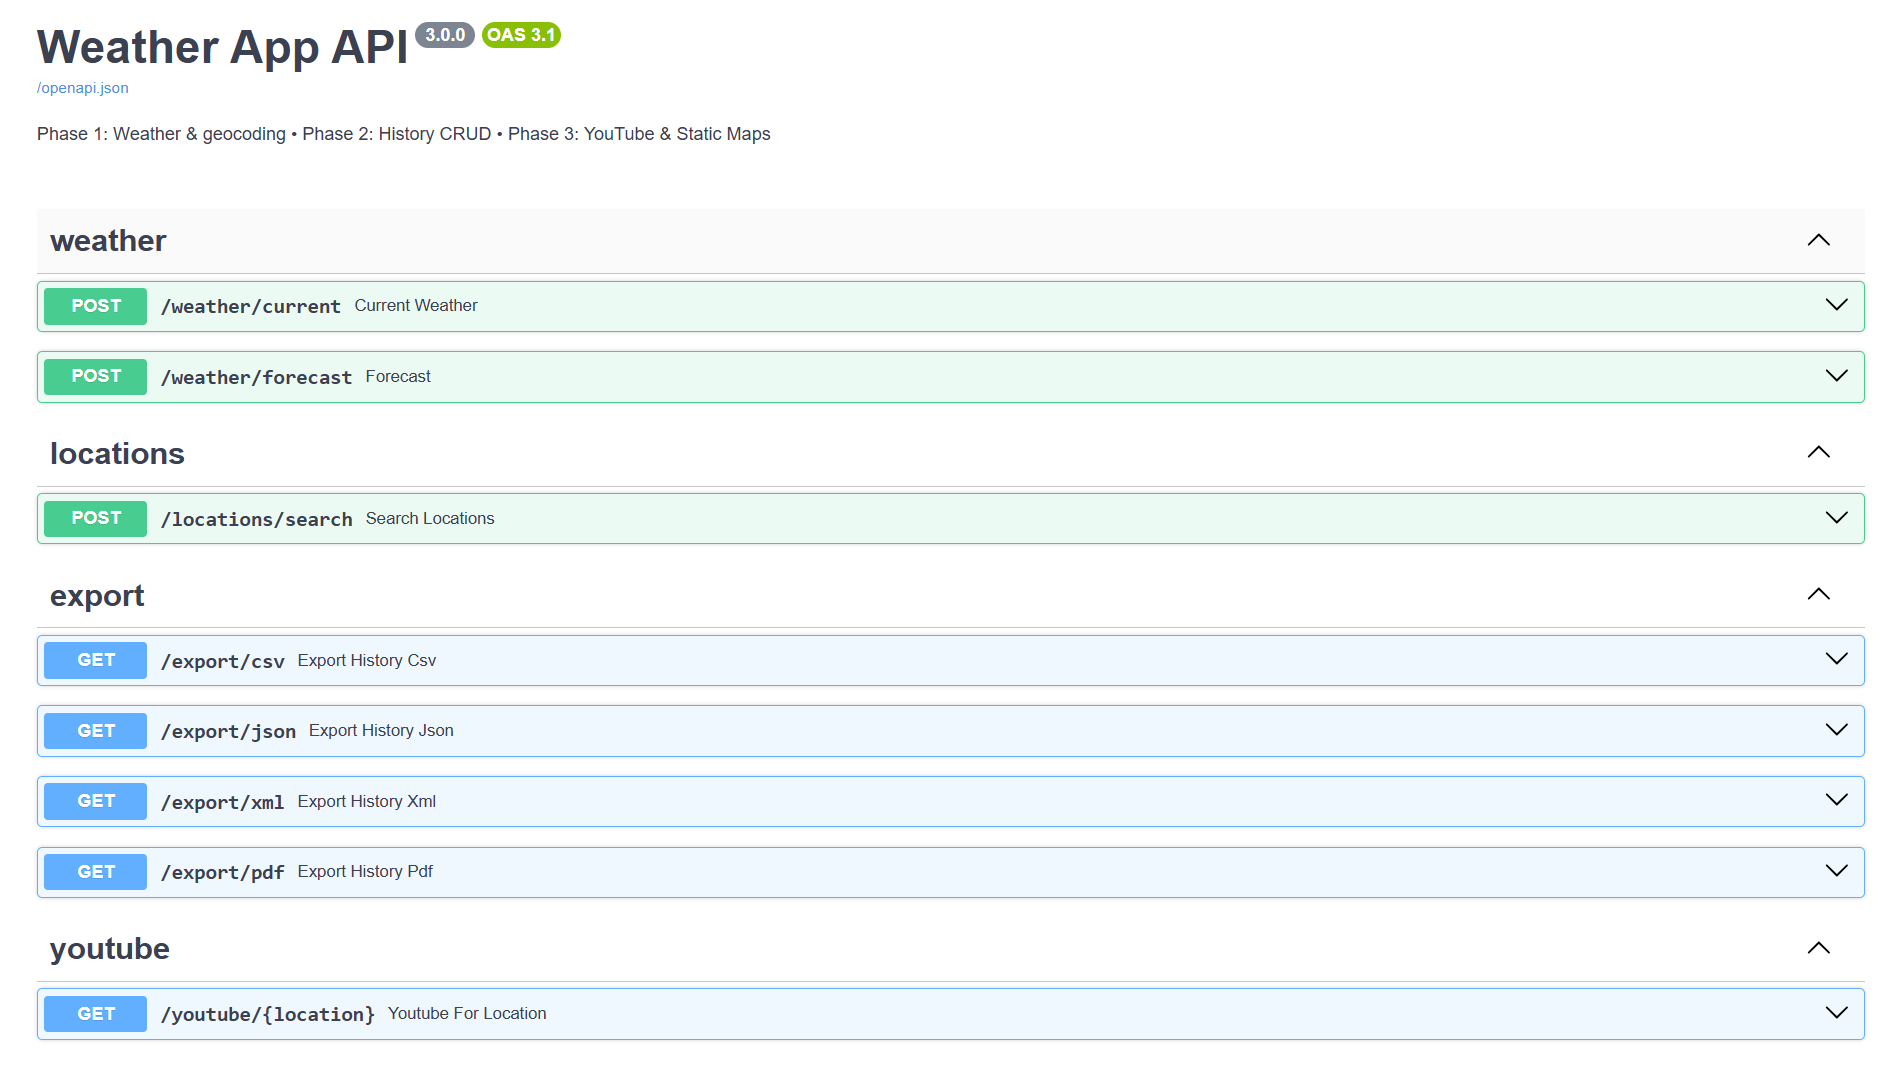 Weather App API 3.0.0 OAS 3.1
/openapi.json
Phase 1: Weather & geocoding • Phase 2: History CRUD • Phase 3: YouTube & Static Maps
weather
POST /weather/current Current Weather
POST /weather/forecast Forecast
locations
POST /locations/search Search Locations
export
GET /export/csv Export History Csv
GET /export/json Export History Json
GET /export/xml Export History Xml
GET /export/pdf Export History Pdf
youtube
GET /youtube/{location} Youtube For Location